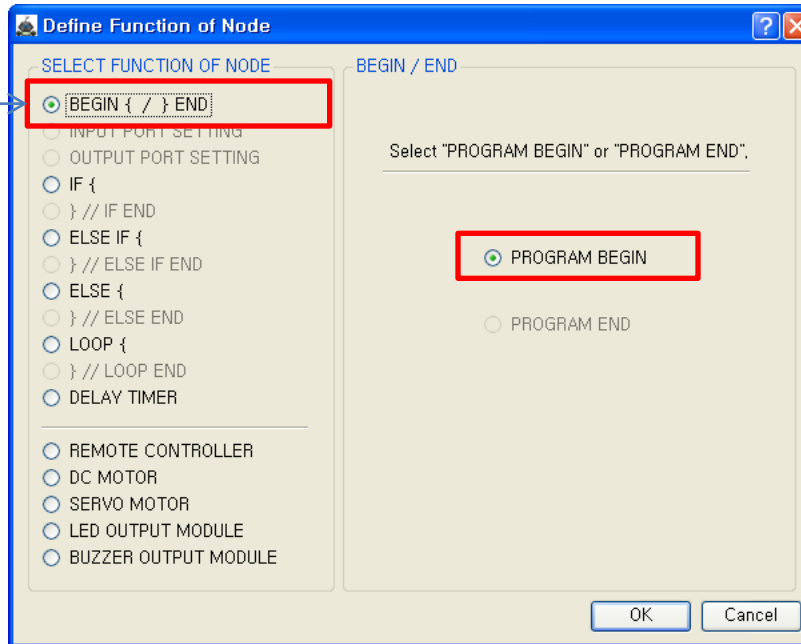 Define Function of Node
SELECT FUNCTION OF NODE
BEGIN { / } END
INPUT PORT SETTING
OUTPUT PORT SETTING
IF {
} // IF END
ELSE IF {
} // ELSE IF END
ELSE {
} // ELSE END
LOOP {
} // LOOP END
DELAY TIMER
REMOTE CONTROLLER
DC MOTOR
SERVO MOTOR
LED OUTPUT MODULE
BUZZER OUTPUT MODULE
BEGIN / END
Select "PROGRAM BEGIN" or "PROGRAM END",
PROGRAM BEGIN
PROGRAM END
OK
Cancel